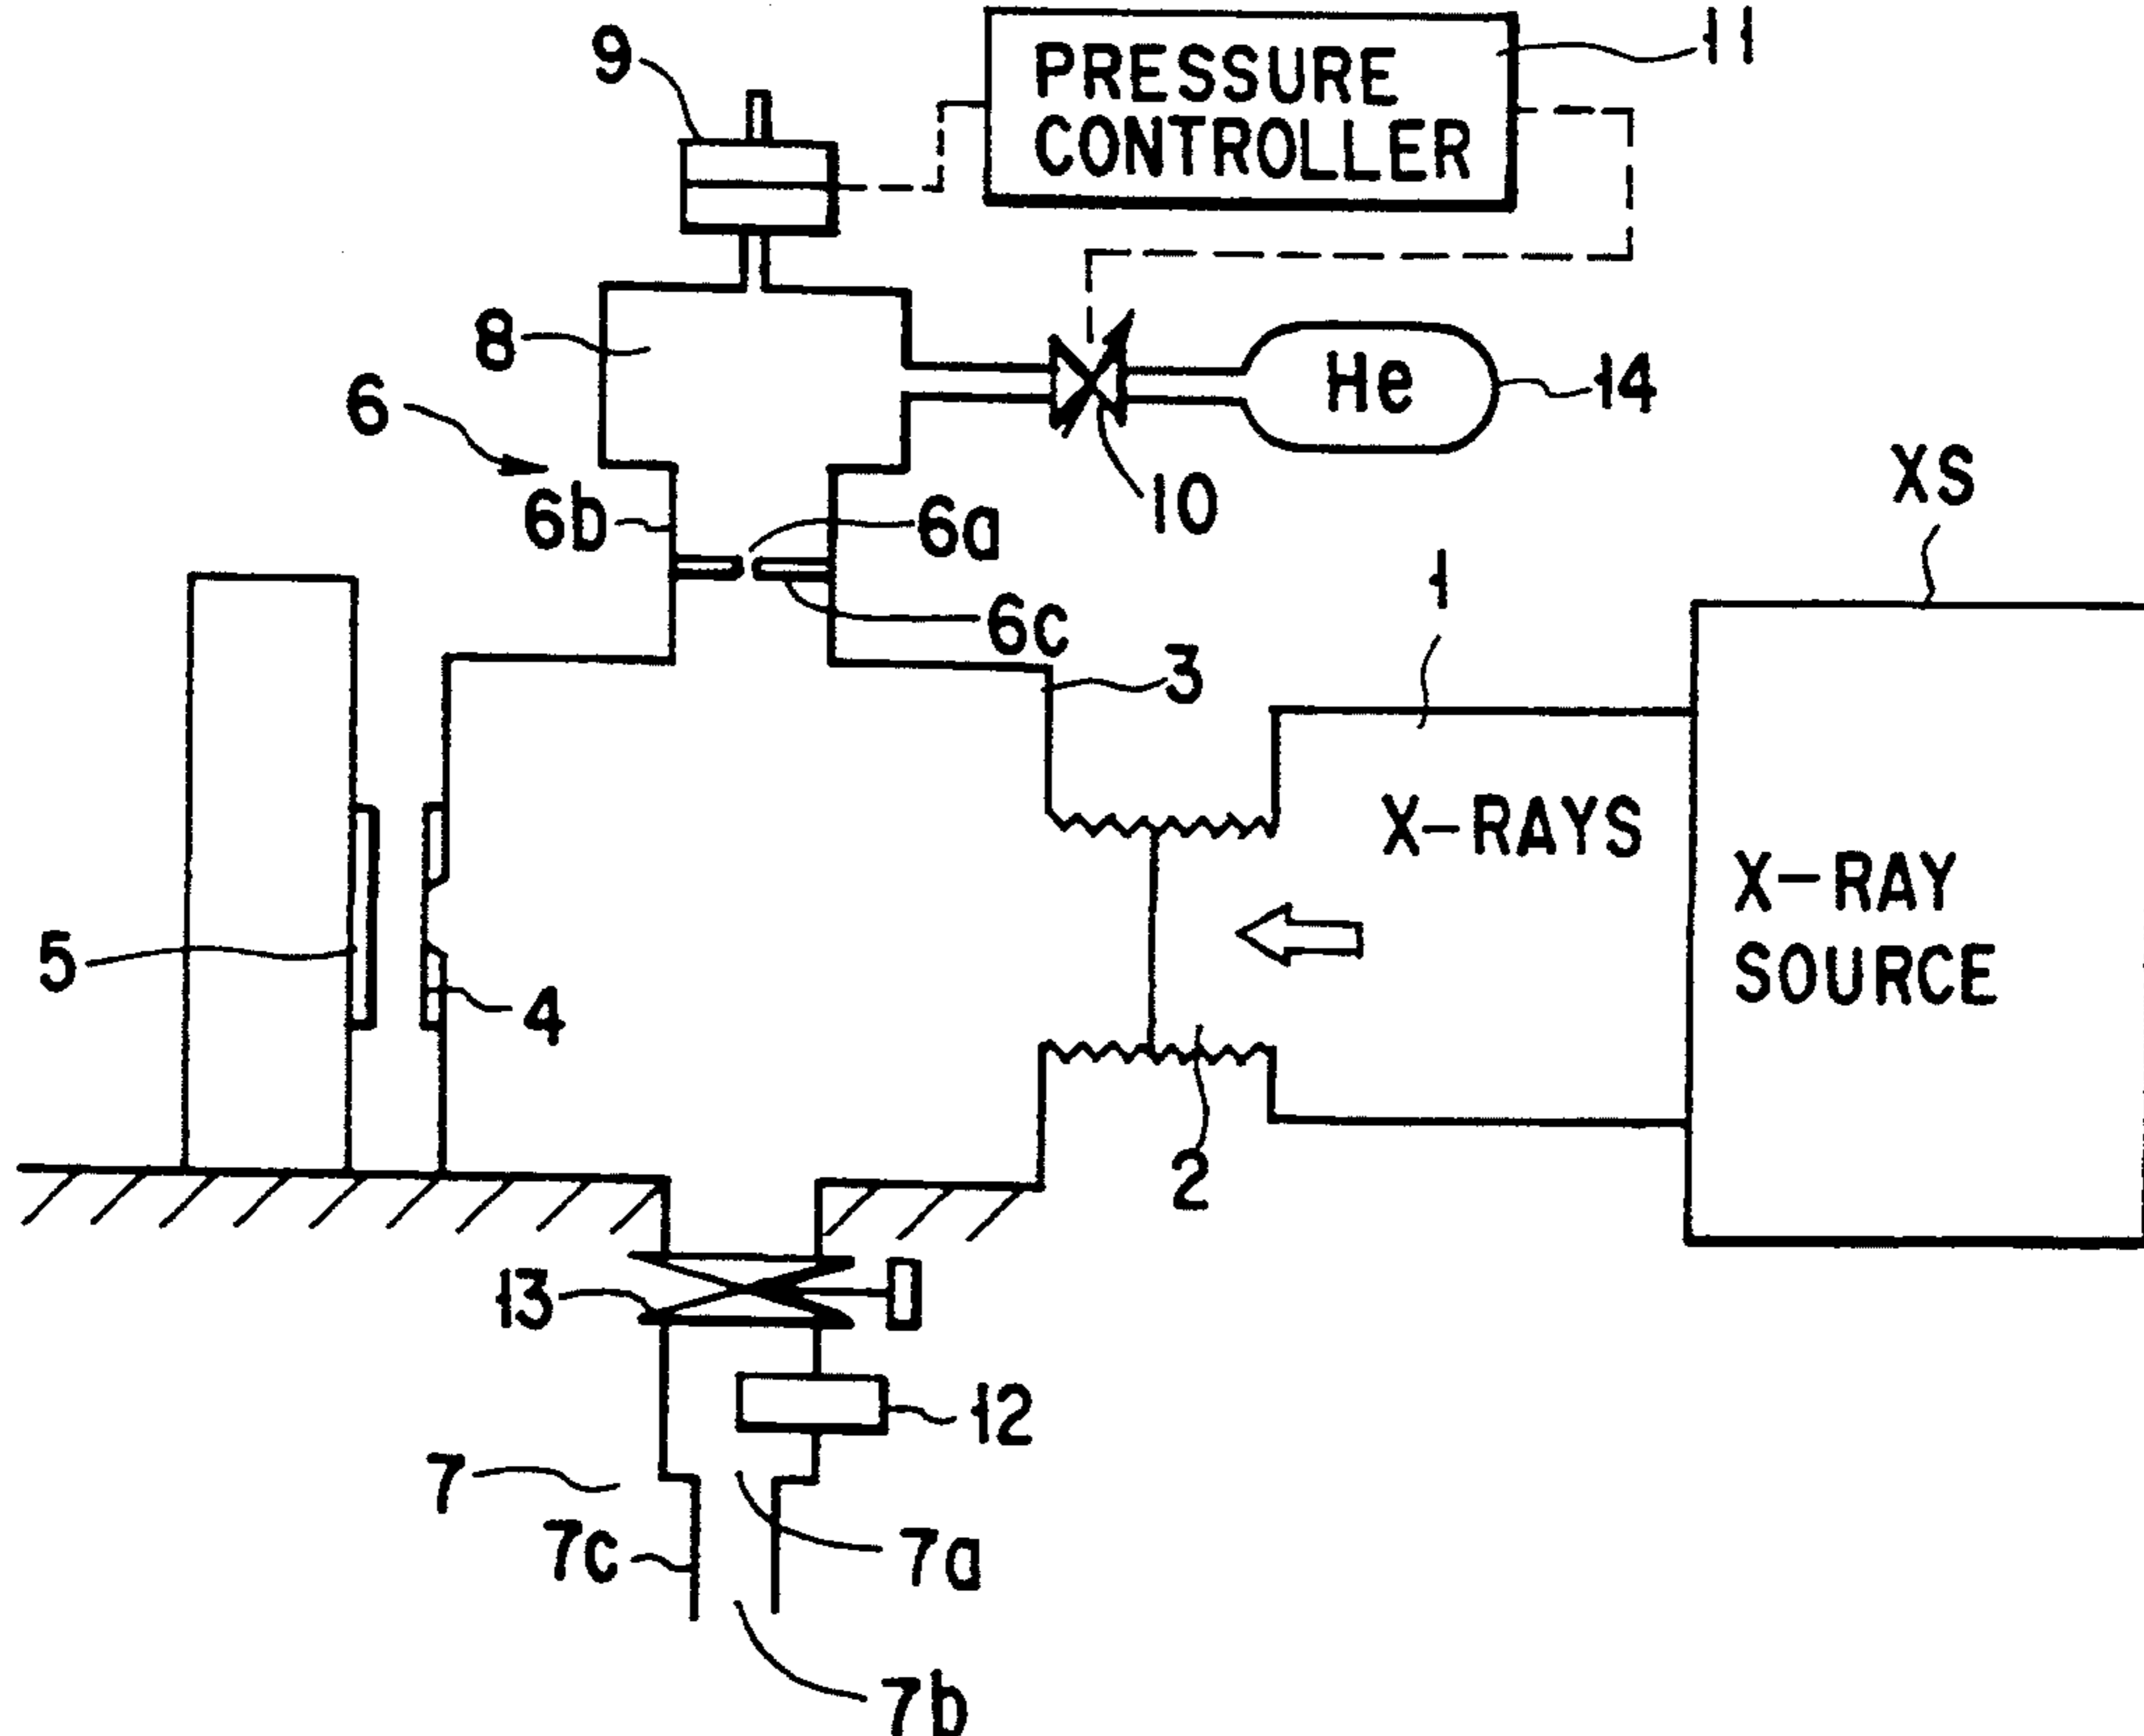 9
PRESSURE
CONTROLLER
11
8
He
14
6
10
XS
6b
6a
6c
1
3
X-RAYS
X-RAY
SOURCE
5
4
2
13
12
7
7c
7a
7b